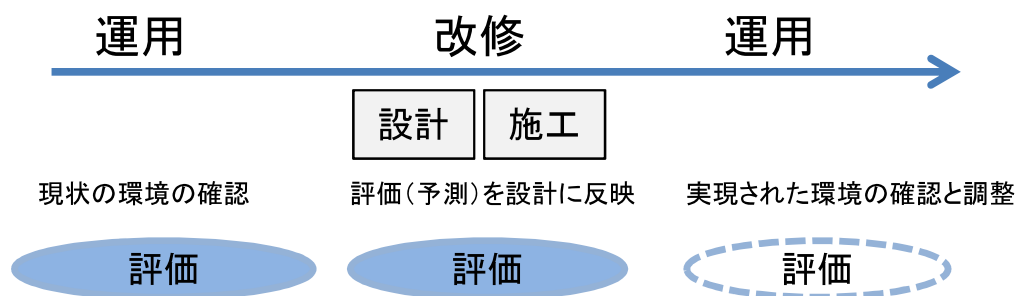 運用 改修 運用
設計 施工
現状の環境の確認 評価(予測)を設計に反映 実現された環境の確認と調整
評価 評価 評価